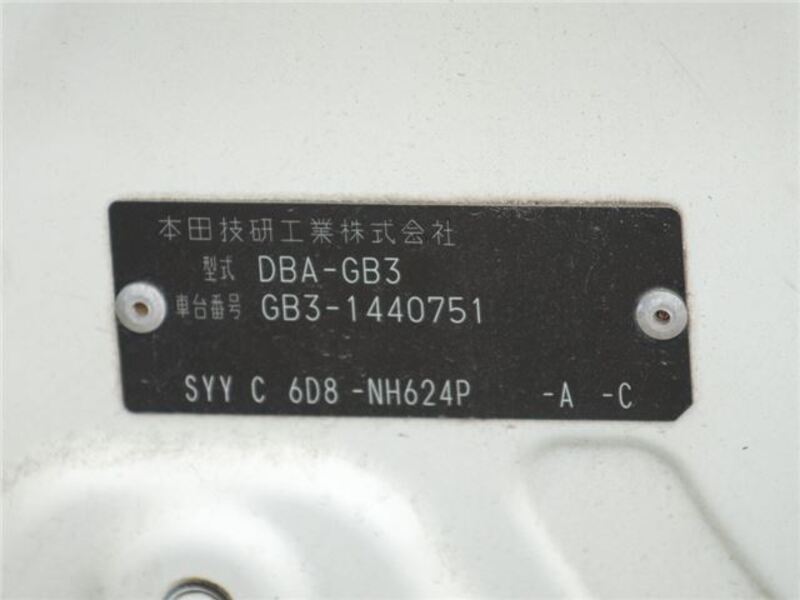 本田技研工業株式会社
型式 DBA-GB3
車台番号 GB3-1440751
SYY C 6D8 -NH624P -A -C